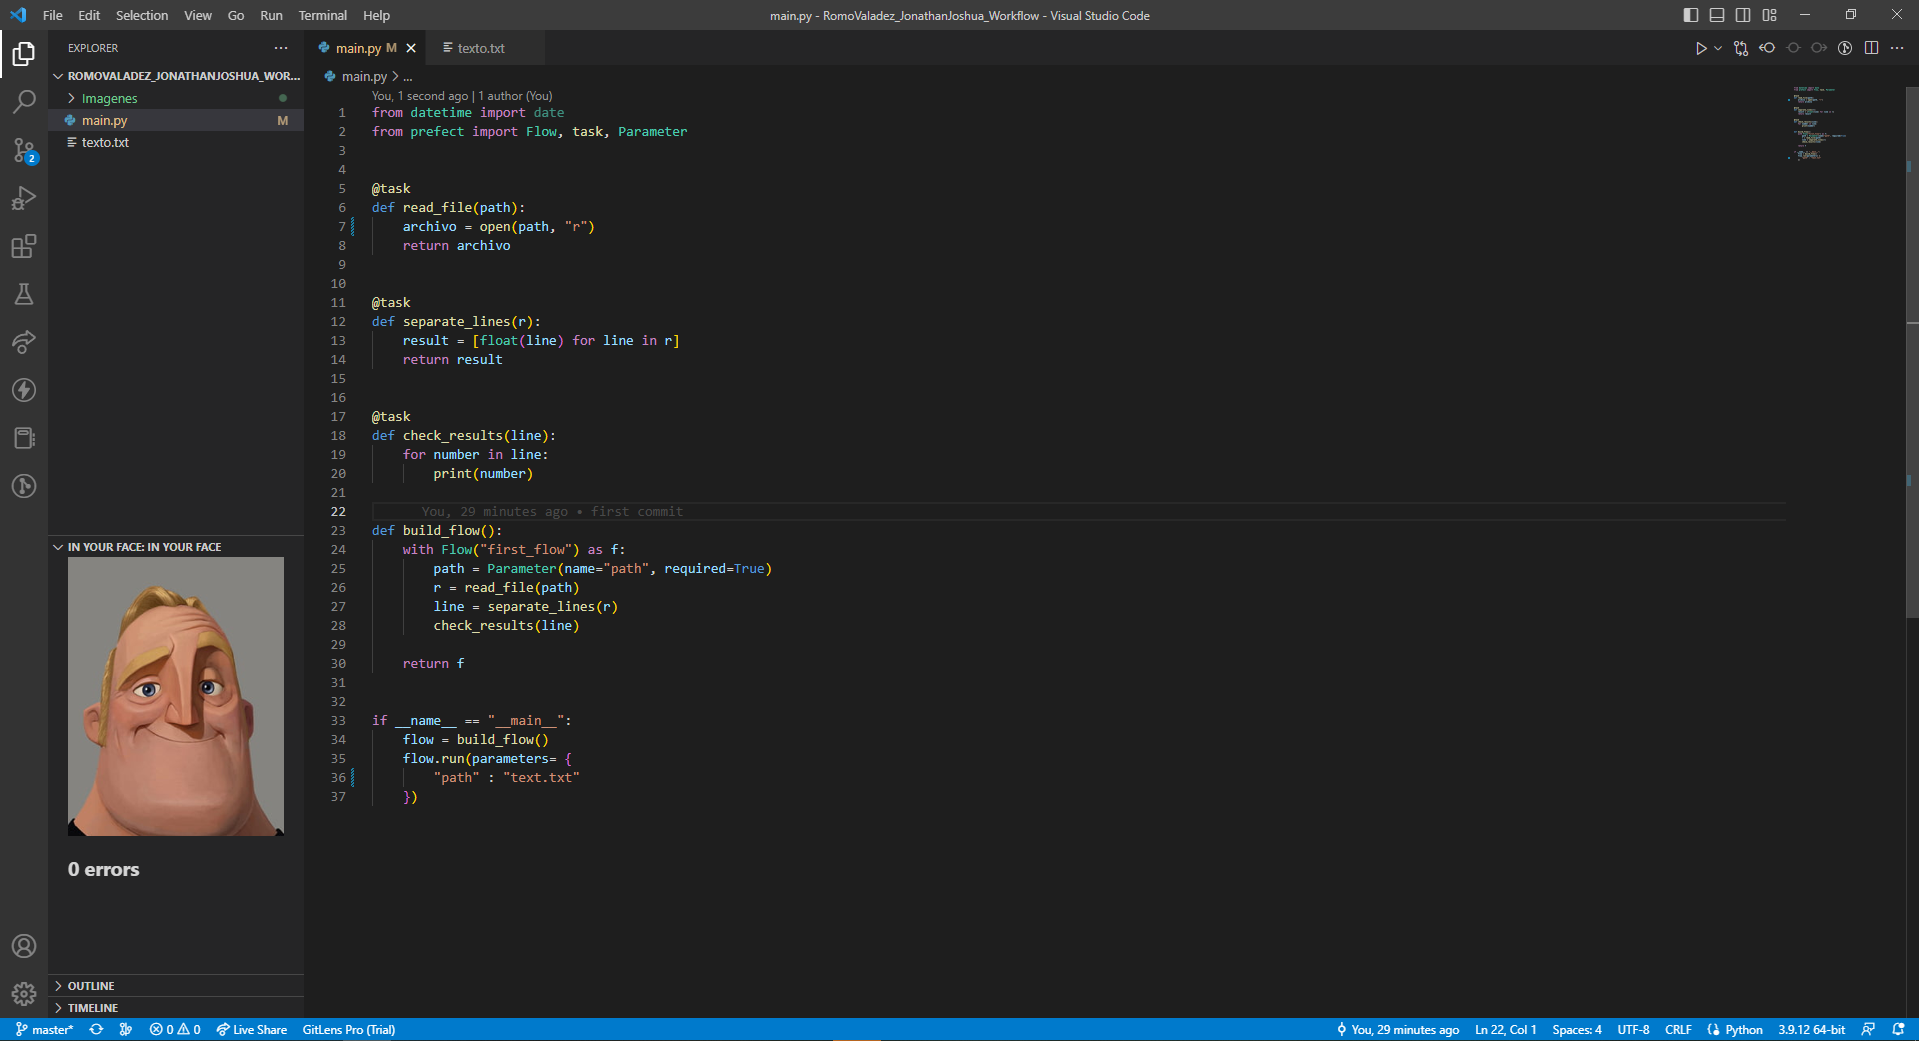 File Edit Selection View Go Run Terminal Help
main.py - RomoValadez_JonathanJoshua_Workflow - Visual Studio Code
EXPLORER
ROMOVALADEZ_JONATHANJOSHUA_WOR...
Imagenes
main.py M
texto.txt
2
IN YOUR FACE: IN YOUR FACE
0 errors
OUTLINE
TIMELINE
main.py M
texto.txt
main.py > ...
You, 1 second ago | 1 author (You)
1 from datetime import date
2 from prefect import Flow, task, Parameter
3
4
5 @task
6 def read_file(path):
7 archivo = open(path, "r")
8 return archivo
9
10
11 @task
12 def separate_lines(r):
13 result = [float(line) for line in r]
14 return result
15
16
17 @task
18 def check_results(line):
19 for number in line:
20 print(number)
21
22 You, 29 minutes ago • first commit
23 def build_flow():
24 with Flow("first_flow") as f:
25 path = Parameter(name="path", required=True)
26 r = read_file(path)
27 line = separate_lines(r)
28 check_results(line)
29
30 return f
31
32
33 if __name__ == "__main__":
34 flow = build_flow()
35 flow.run(parameters= {
36 "path" : "text.txt"
37 })
master* 0 0 Live Share GitLens Pro (Trial) You, 29 minutes ago Ln 22, Col 1 Spaces: 4 UTF-8 CRLF Python 3.9.12 64-bit